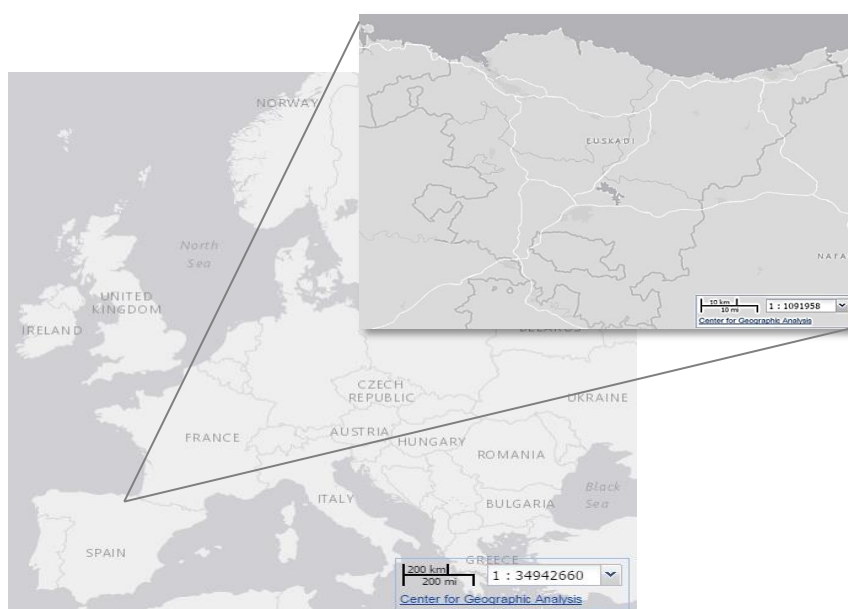 NORWAY
North
Sea
UNITED
KINGDOM
IRELAND
BELARUS
CZECH
REPUBLIC
UKRAINE
FRANCE
AUSTRIA
HUNGARY
ROMANIA
ITALY
BULGARIA
Black
Sea
SPAIN
GREECE
200 km
200 mi
1 : 34942660
Center for Geographic Analysis
EUSKADI
NAFA
10 km
10 mi
1 : 1091958
Center for Geographic Analysis